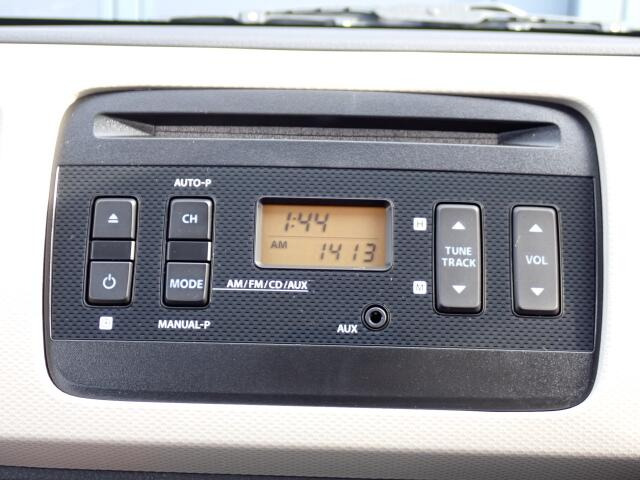 AUTO-P
CH
MODE
MANUAL-P
1:44
AM 1413
AM/FM/CD/AUX
AUX
H
TUNE
TRACK
M
VOL